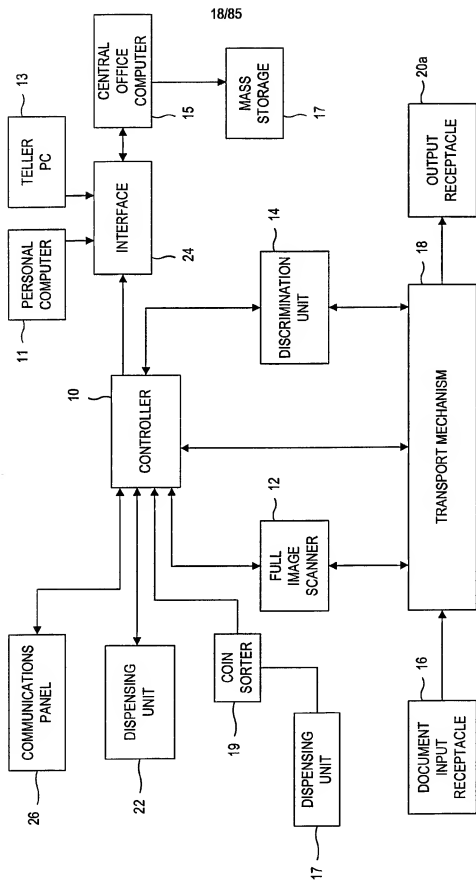 18/85
13
TELLER
PC
PERSONAL
COMPUTER
11
CENTRAL
OFFICE
COMPUTER
15
MASS
STORAGE
17
INTERFACE
24
10
CONTROLLER
14
DISCRIMINATION
UNIT
20a
OUTPUT
RECEPTACLE
18
TRANSPORT MECHANISM
12
FULL
IMAGE
SCANNER
COMMUNICATIONS
PANEL
26
DISPENSING
UNIT
22
COIN
SORTER
19
DISPENSING
UNIT
17
16
DOCUMENT
INPUT
RECEPTACLE